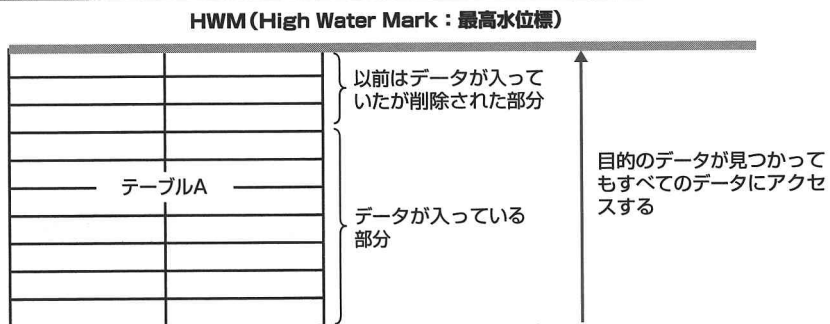 HWM(High Water Mark：最高水位標)
以前はデータが入って
いたが削除された部分
テーブルA
データが入っている
部分
目的のデータが見つかって
もすべてのデータにアクセ
スする